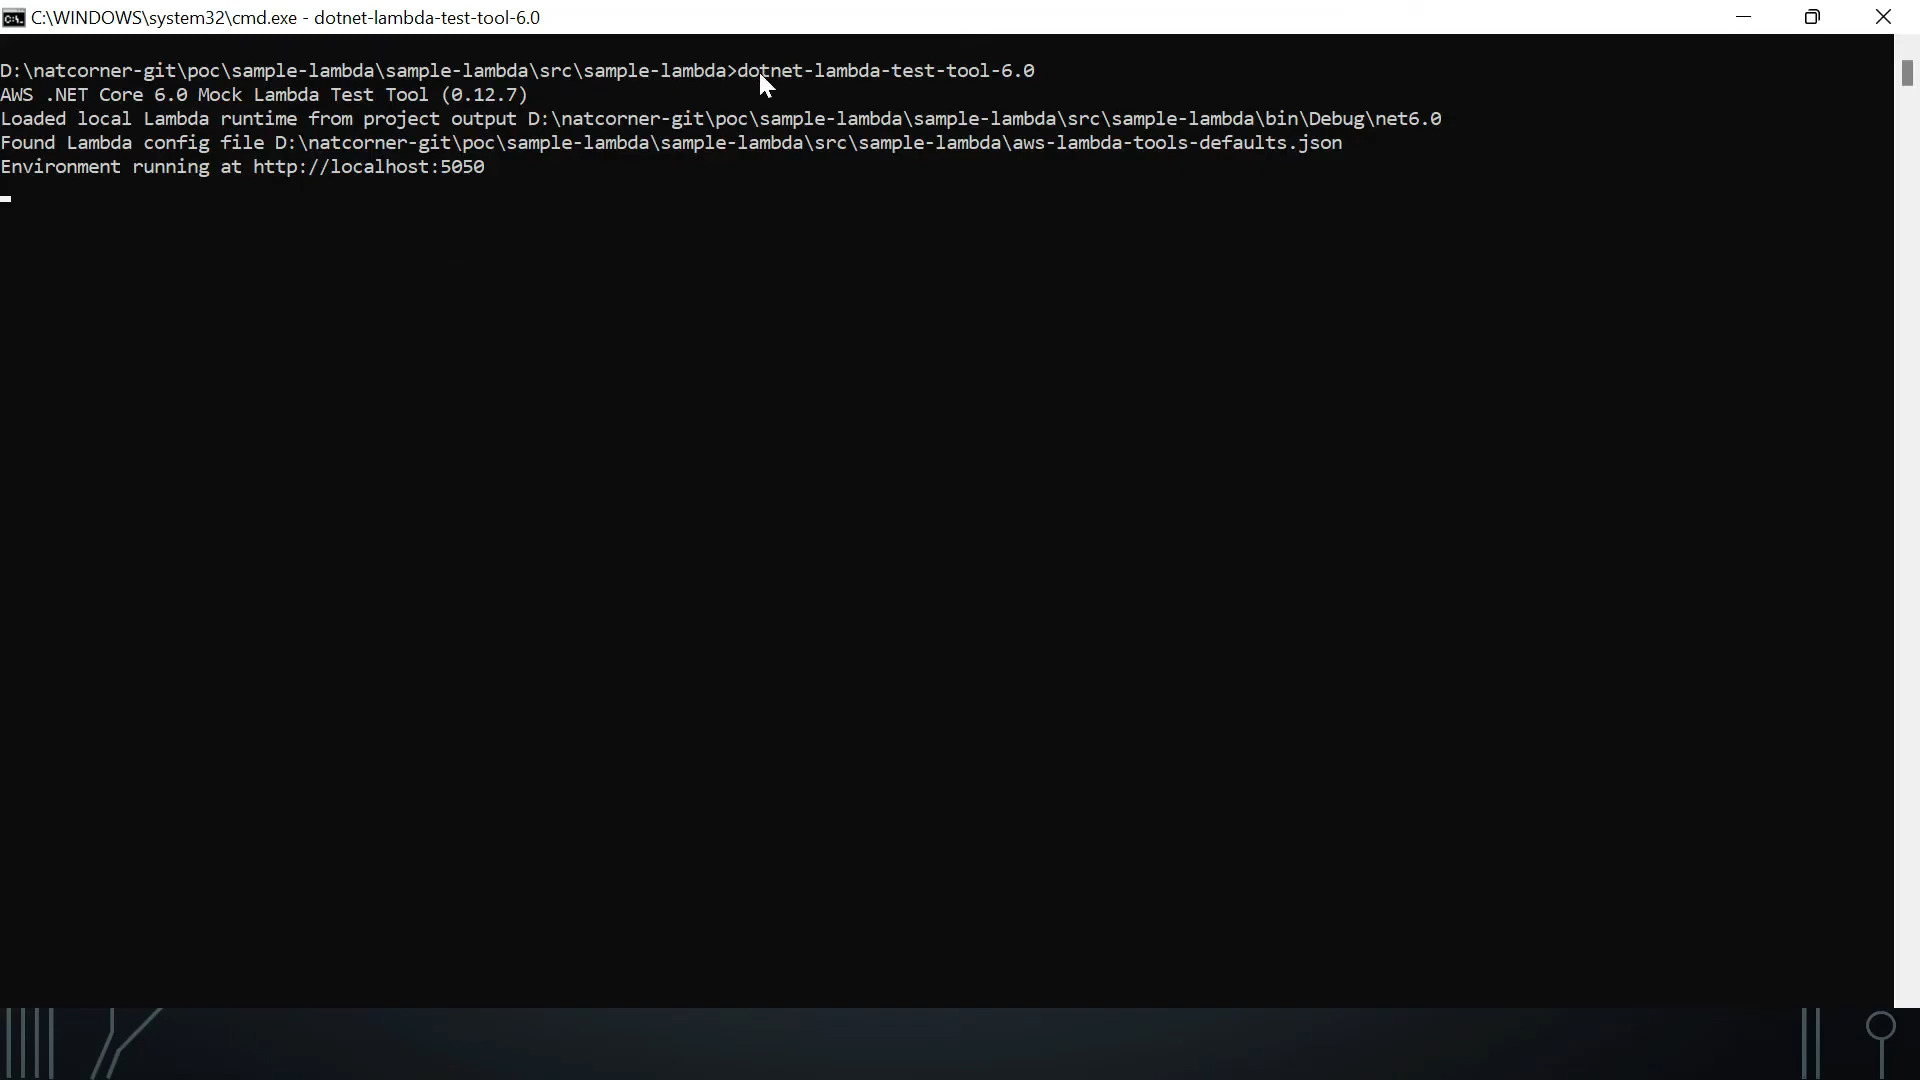 C:\WINDOWS\system32\cmd.exe - dotnet-lambda-test-tool-6.0
D:\natcorner-git\poc\sample-lambda\sample-lambda\src\sample-lambda>dotnet-lambda-test-tool-6.0
AWS .NET Core 6.0 Mock Lambda Test Tool (0.12.7)
Loaded local Lambda runtime from project output D:\natcorner-git\poc\sample-lambda\sample-lambda\src\sample-lambda\bin\Debug\net6.0
Found Lambda config file D:\natcorner-git\poc\sample-lambda\sample-lambda\src\sample-lambda\aws-lambda-tools-defaults.json
Environment running at http://localhost:5050